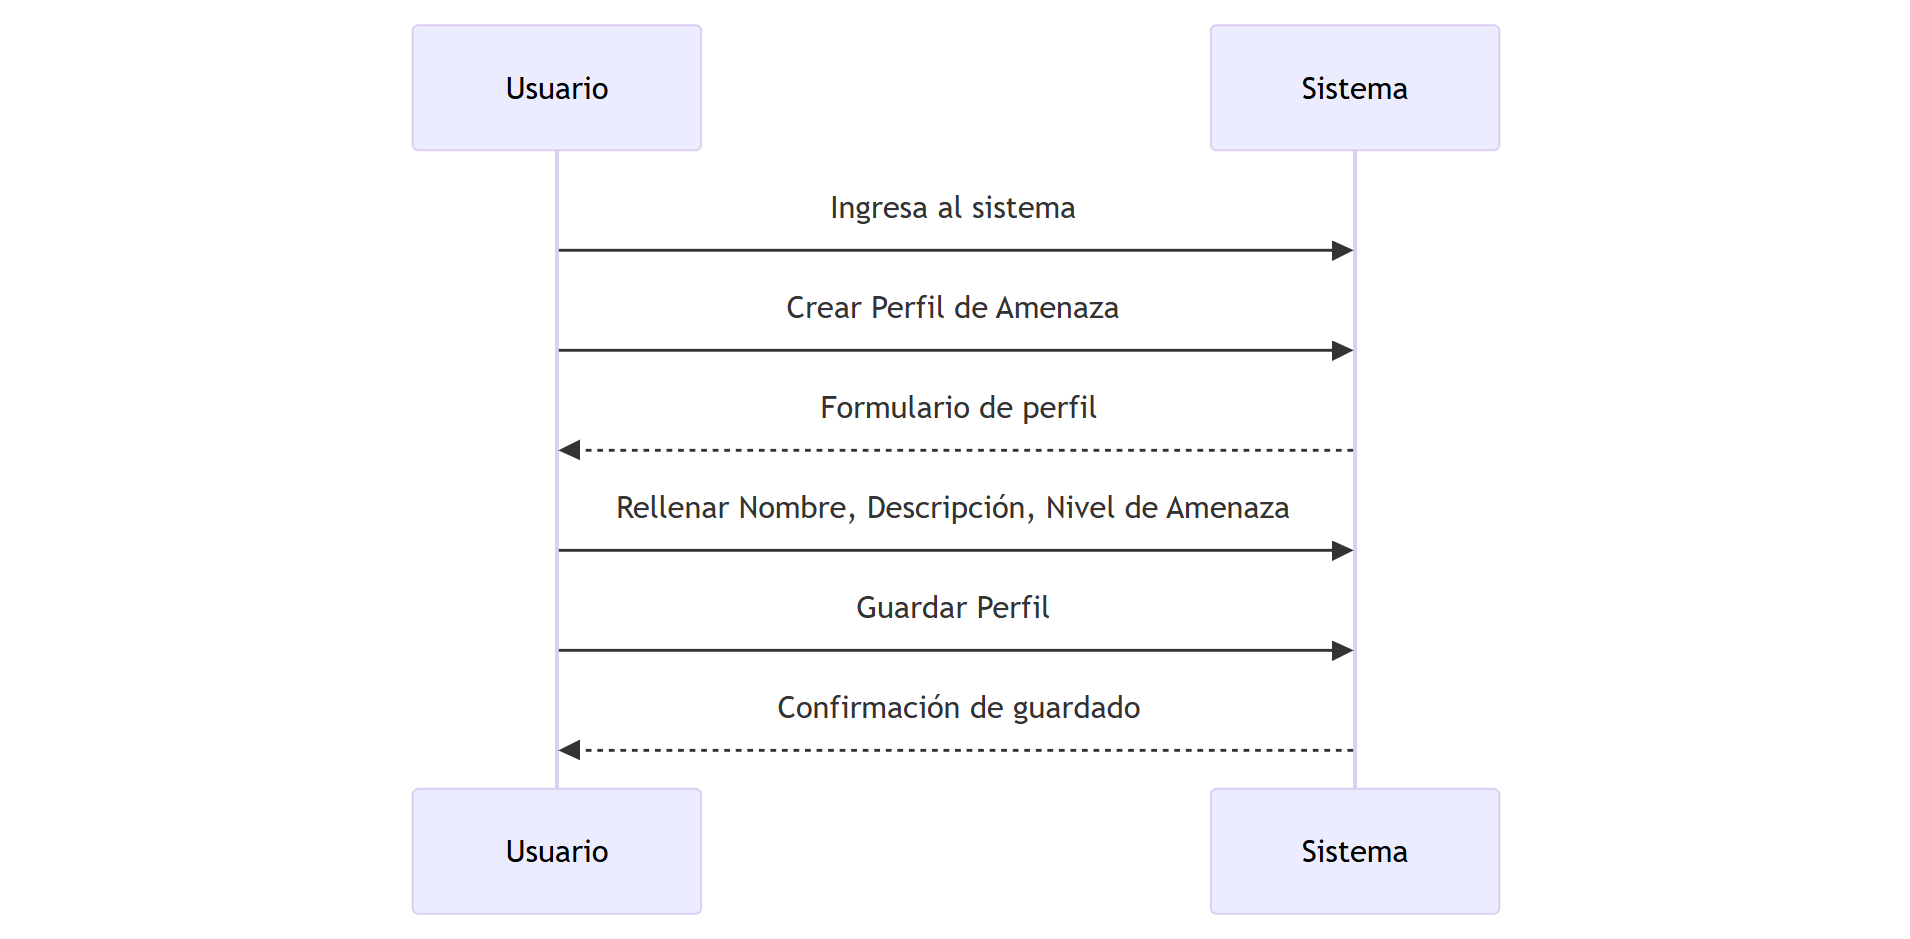 Usuario
Sistema
Ingresa al sistema
Crear Perfil de Amenaza
Formulario de perfil
Rellenar Nombre, Descripción, Nivel de Amenaza
Guardar Perfil
Confirmación de guardado
Usuario
Sistema